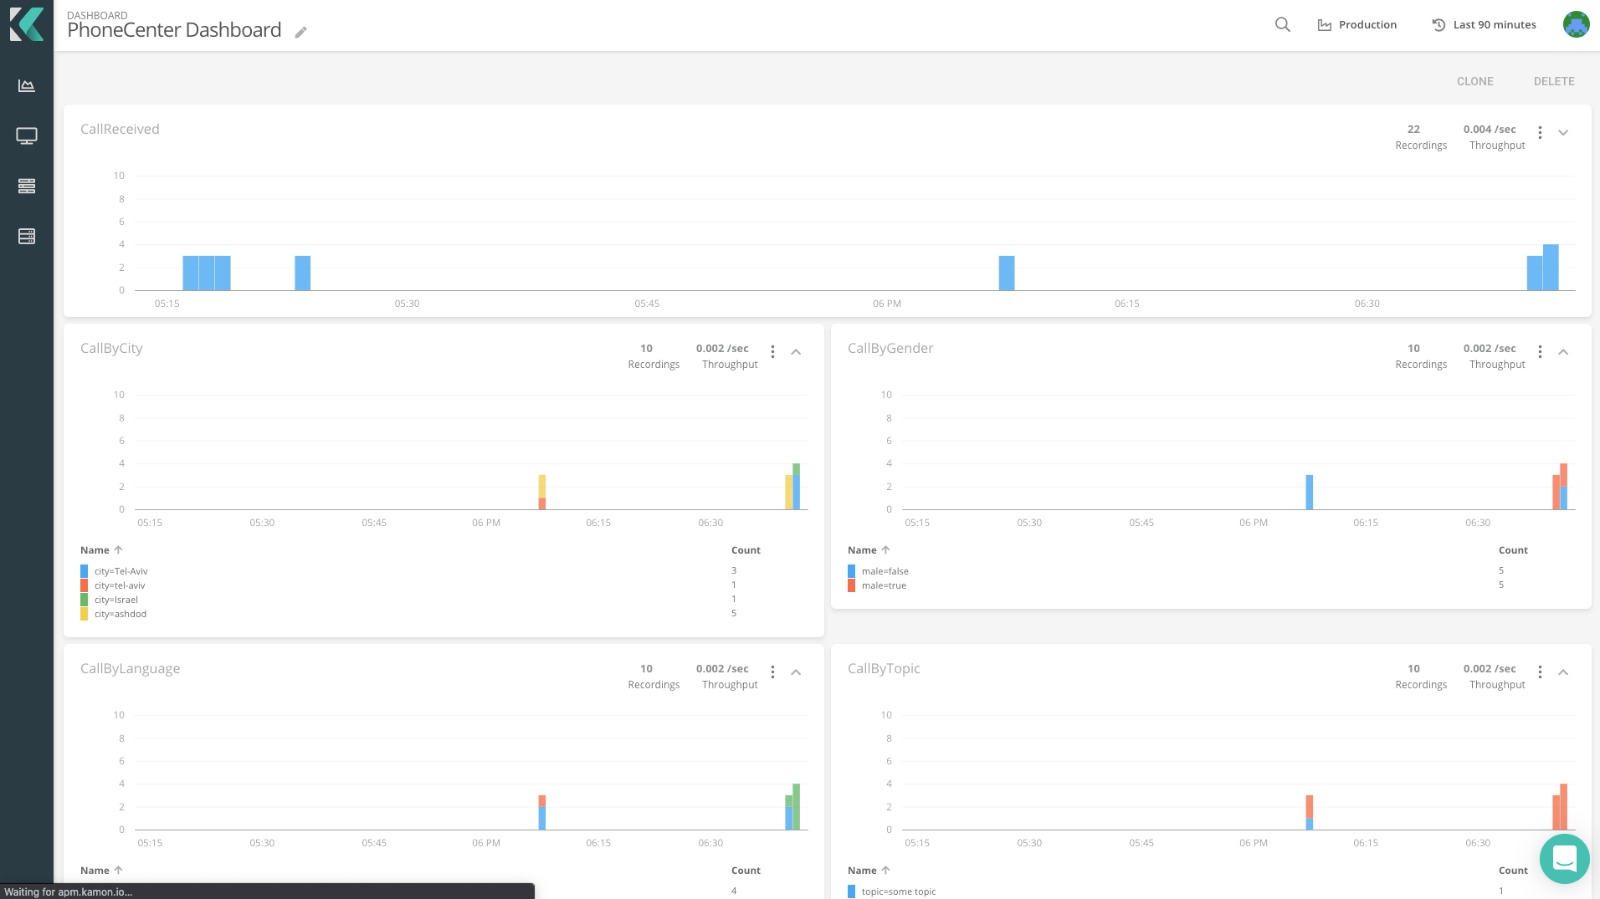 DASHBOARD
PhoneCenter Dashboard
Production
Last 90 minutes
CLONE
DELETE
CallReceived
22
Recordings
0.004 /sec
Throughput
10
8
6
4
2
0
05:15
05:30
05:45
06 PM
06:15
06:30
CallByCity
10
Recordings
0.002 /sec
Throughput
10
8
6
4
2
0
05:15
05:30
05:45
06 PM
06:15
06:30
Name Count
city=Tel-Aviv 3
city=tel-aviv 1
city=Israel 1
city=ashdod 5
CallByGender
10
Recordings
0.002 /sec
Throughput
10
8
6
4
2
0
05:15
05:30
05:45
06 PM
06:15
06:30
Name Count
male=false 5
male=true 5
CallByLanguage
10
Recordings
0.002 /sec
Throughput
10
8
6
4
2
0
05:15
05:30
05:45
06 PM
06:15
06:30
Name Count
4
CallByTopic
10
Recordings
0.002 /sec
Throughput
10
8
6
4
2
0
05:15
05:30
05:45
06 PM
06:15
06:30
Name Count
topic=some topic 1
Waiting for apm.kamon.io...